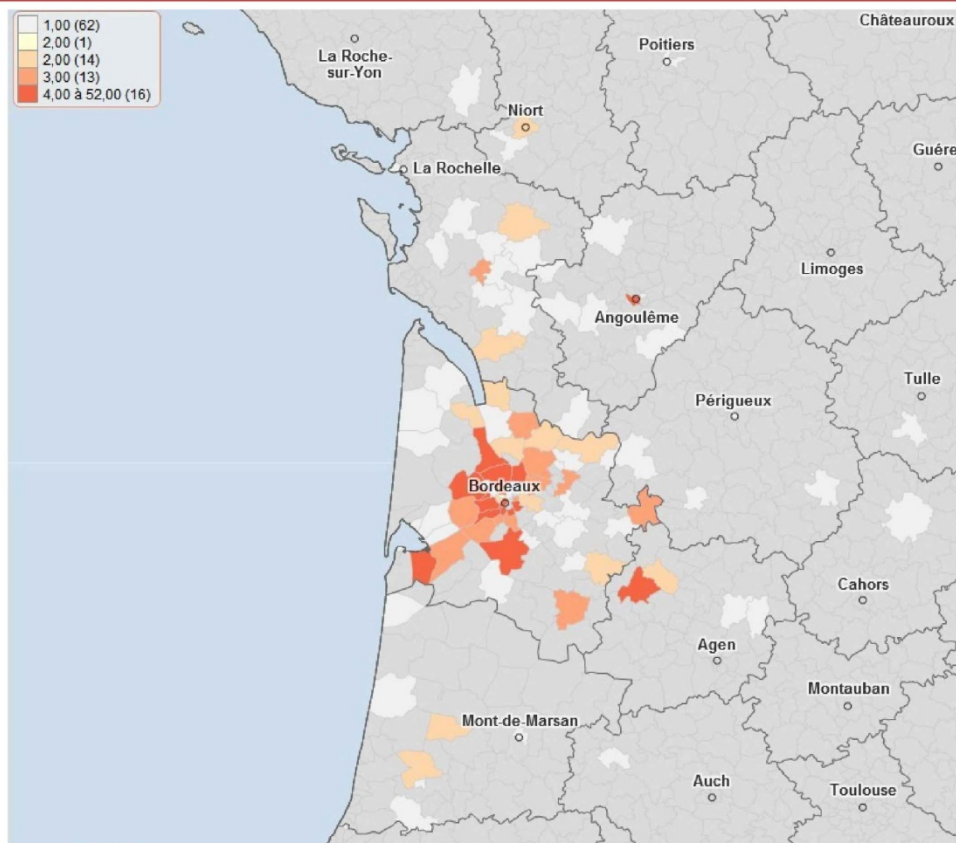 1,00 (62)
2,00 (1)
2,00 (14)
3,00 (13)
4,00 à 52,00 (16)
Châteauroux
La Roche-
sur-Yon
Poitiers
Niort
Guére
La Rochelle
Limoges
Angoulême
Tulle
Périgueux
Bordeaux
Cahors
Agen
Montauban
Mont-de-Marsan
Auch
Toulouse